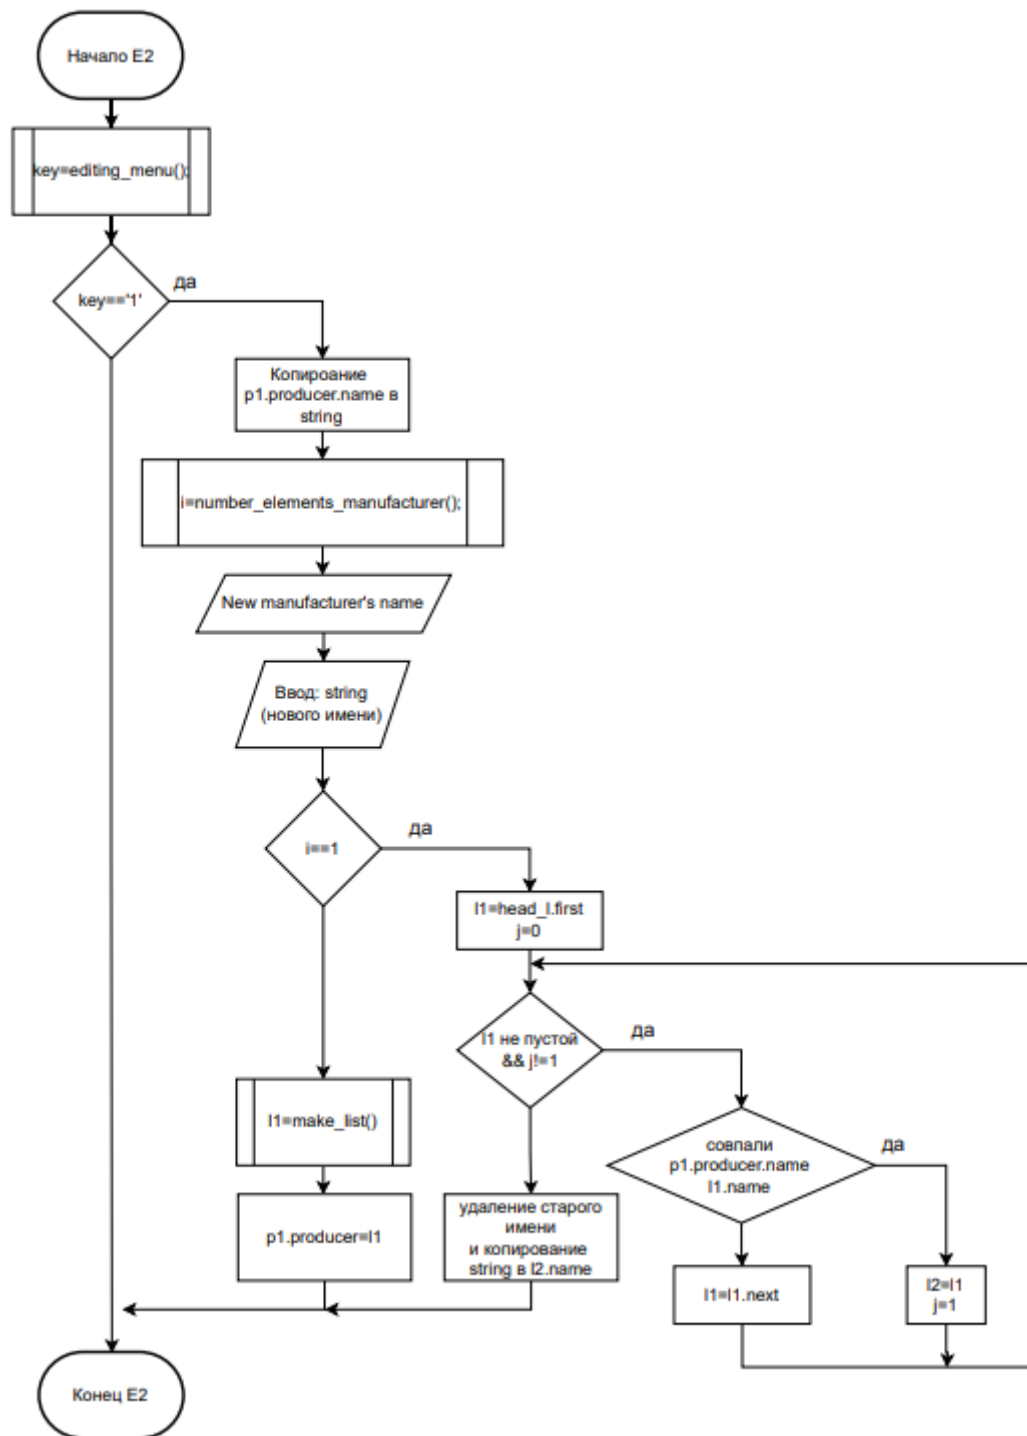 Начало E2
key=editing_menu();
key=='1'
да
Копироание
p1.producer.name в
string
i=number_elements_manufacturer();
New manufacturer's name
Ввод: string
(нового имени)
i==1
да
l1=head_l.first
j=0
l1 не пустой
&& j!=1
да
l1=make_list()
совпали
p1.producer.name
l1.name
да
p1.producer=l1
удаление старого
имени
и копирование
string в l2.name
l1=l1.next
l2=l1
j=1
Конец E2